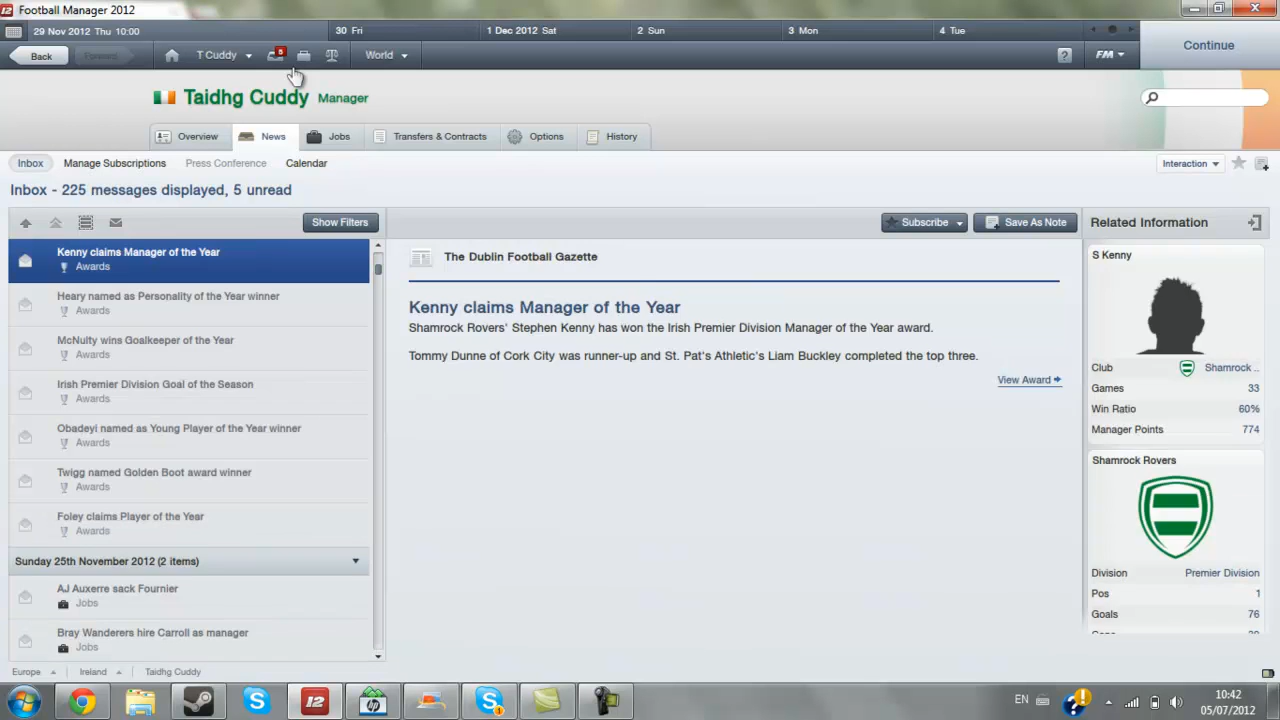 Football Manager 2012
29 Nov 2012 Thu 10:00
30 Fri
1 Dec 2012 Sat
2 Sun
3 Mon
4 Tue
Continue
Back
Forward
T Cuddy
5
World
?
FM
Taidhg Cuddy Manager
Overview
News
Jobs
Transfers & Contracts
Options
History
Inbox
Manage Subscriptions
Press Conference
Calendar
Interaction
Inbox - 225 messages displayed, 5 unread
Show Filters
Subscribe
Save As Note
Related Information
Kenny claims Manager of the Year
Awards
Heary named as Personality of the Year winner
Awards
McNulty wins Goalkeeper of the Year
Awards
Irish Premier Division Goal of the Season
Awards
Obadeyi named as Young Player of the Year winner
Awards
Twigg named Golden Boot award winner
Awards
Foley claims Player of the Year
Awards
Sunday 25th November 2012 (2 items)
AJ Auxerre sack Fournier
Jobs
Bray Wanderers hire Carroll as manager
Jobs
The Dublin Football Gazette
Kenny claims Manager of the Year
Shamrock Rovers' Stephen Kenny has won the Irish Premier Division Manager of the Year award.
Tommy Dunne of Cork City was runner-up and St. Pat's Athletic's Liam Buckley completed the top three.
View Award
S Kenny
Club Shamrock ..
Games 33
Win Ratio 60%
Manager Points 774
Shamrock Rovers
Division Premier Division
Pos 1
Goals 76
Europe
Ireland
Taidhg Cuddy
12
hp
EN
10:42
05/07/2012